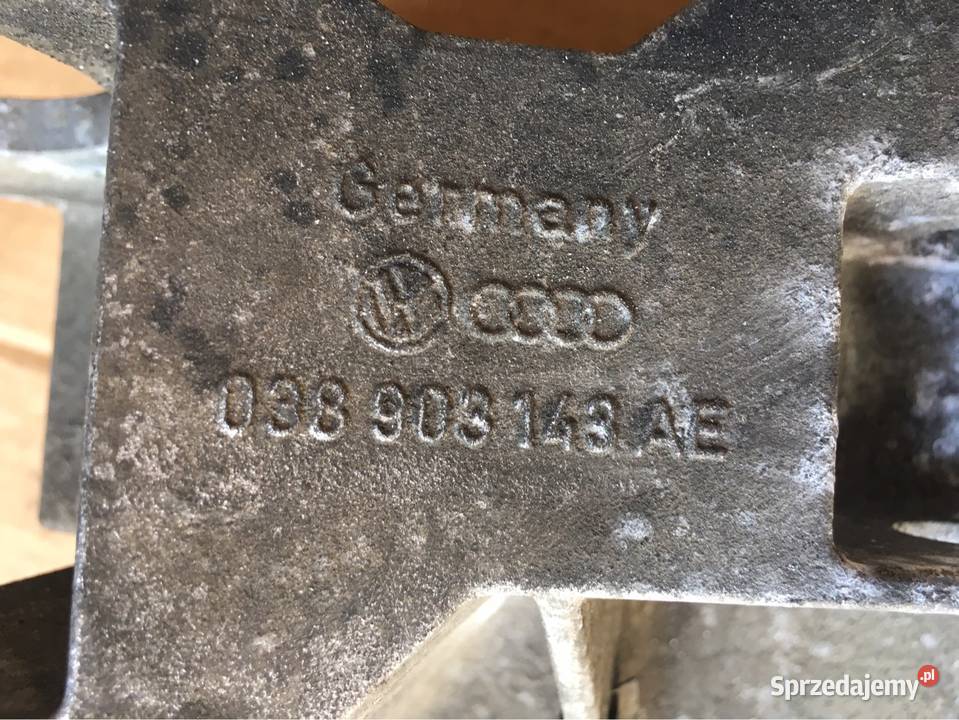 Germany
038 903 143 AE
Sprzedajemy.pl